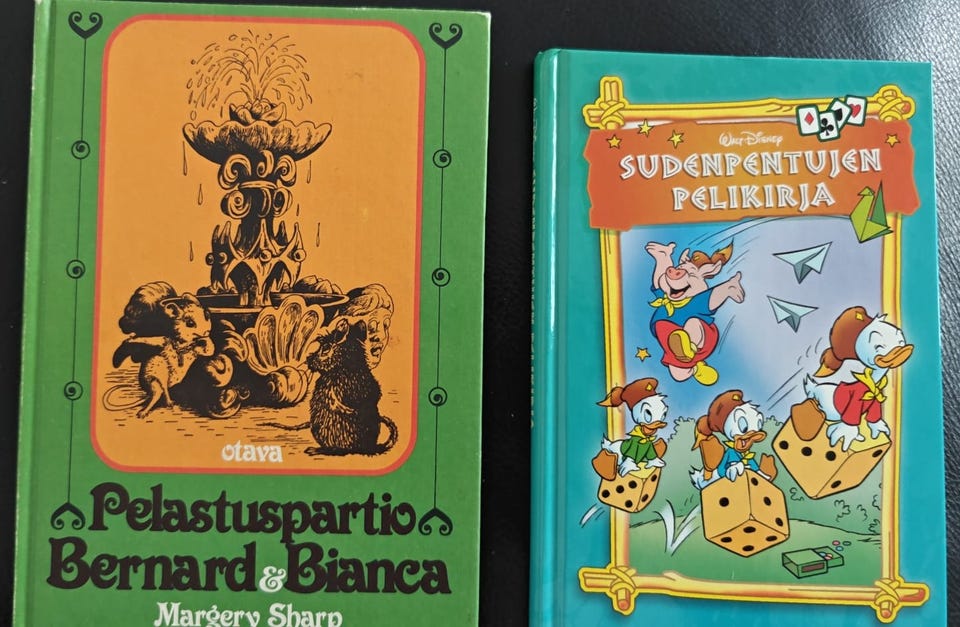 otava
Pelastuspartio
Bernard & Bianca
Margery Sharp
WALT DISNEY
SUDENPENTUJEN
PELIKIRJA